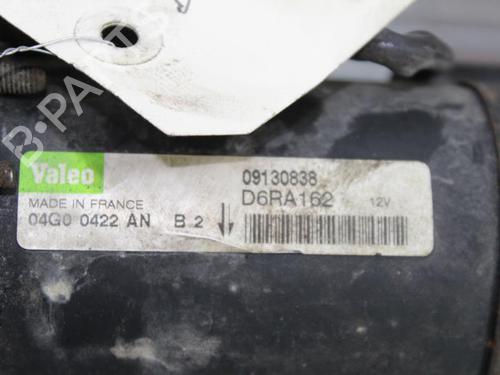 B-PARTS
Valeo
MADE IN FRANCE
04G0 0422 AN B 2
09130838
D6RA162 12V